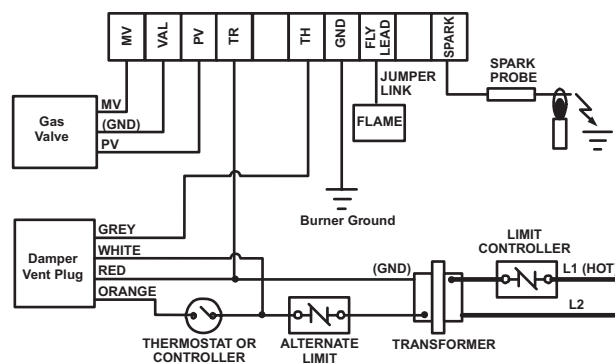 MV
VAL
PV
TR
TH
GND
FLY
LEAD
SPARK
JUMPER
LINK
SPARK
PROBE
FLAME
Gas
Valve
MV
(GND)
PV
Burner Ground
Damper
Vent Plug
GREY
WHITE
RED
ORANGE
(GND)
LIMIT
CONTROLLER
L1 (HOT
L2
THERMOSTAT OR
CONTROLLER
ALTERNATE
LIMIT
TRANSFORMER